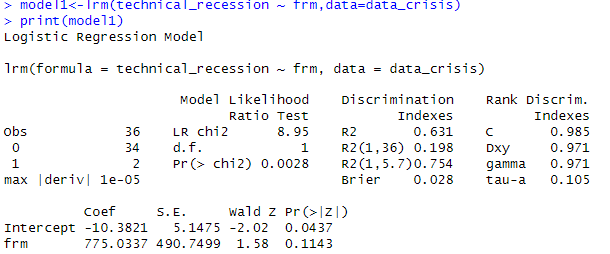 > model1<-lrm(technical_recession ~ frm,data=data_crisis)
> print(model1)
Logistic Regression Model
lrm(formula = technical_recession ~ frm, data = data_crisis)
Model Likelihood Discrimination Rank Discrim.
Ratio Test Indexes Indexes
Obs 36 LR chi2 8.95 R2 0.631 C 0.985
0 34 d.f. 1 R2(1,36) 0.198 Dxy 0.971
1 2 Pr(> chi2) 0.0028 R2(1,5.7)0.754 gamma 0.971
max |deriv| 1e-05 Brier 0.028 tau-a 0.105
Coef S.E. Wald Z Pr(>|Z|)
Intercept -10.3821 5.1475 -2.02 0.0437
frm 775.0337 490.7499 1.58 0.1143